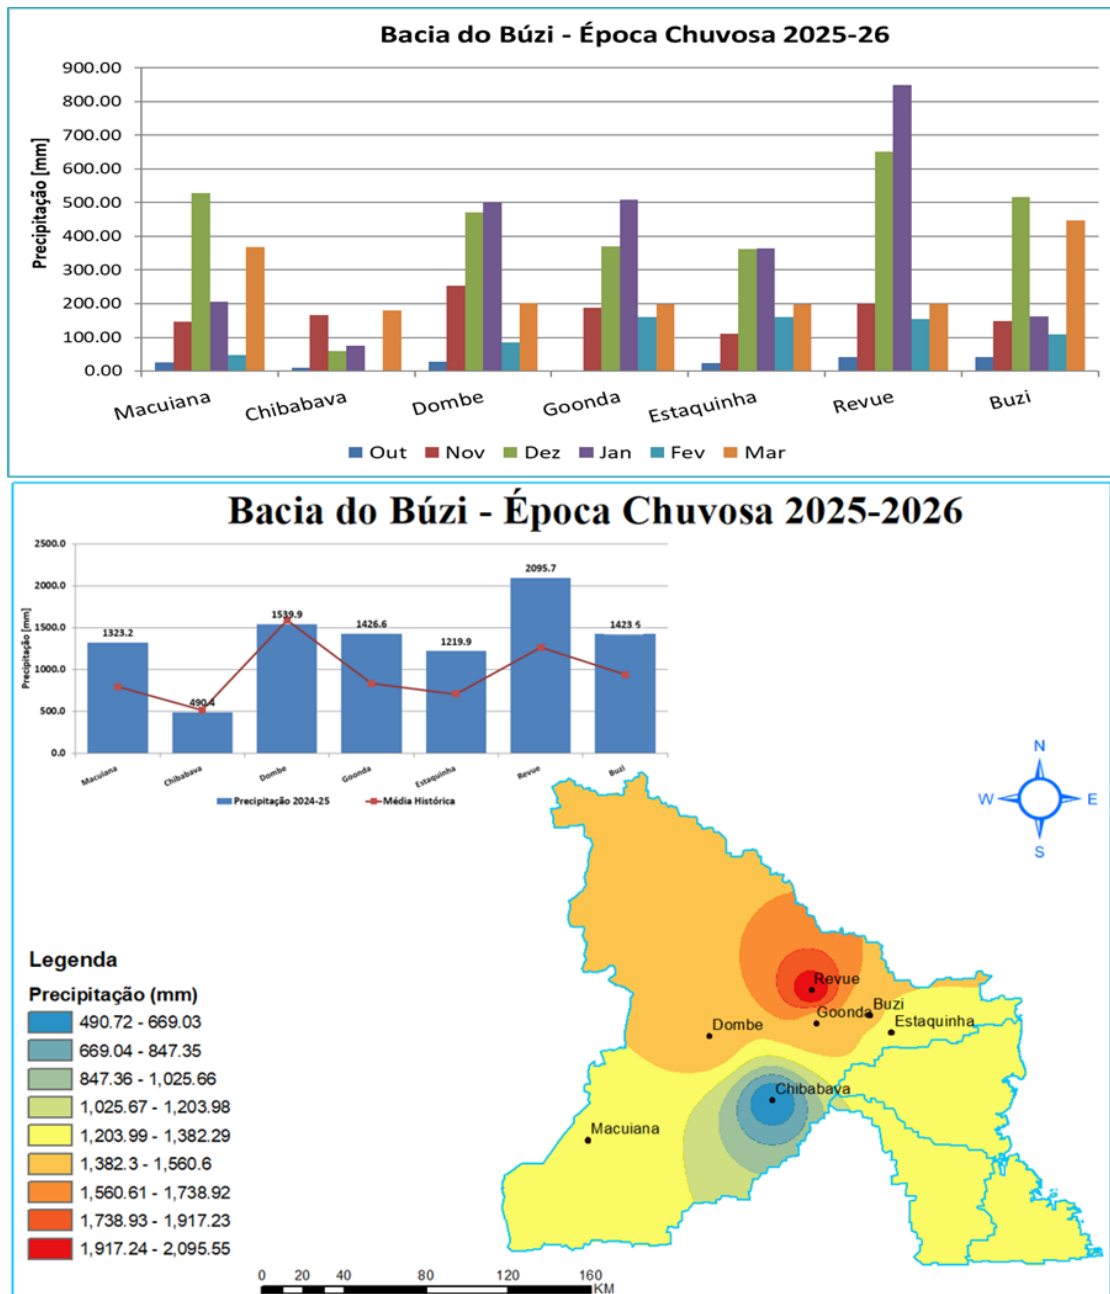 Bacia do Búzi - Época Chuvosa 2025-26
Precipitação [mm]
900.00
800.00
700.00
600.00
500.00
400.00
300.00
200.00
100.00
0.00
Macuiana Chibabava Dombe Goonda Estaquinha Revue Buzi
Out Nov Dez Jan Fev Mar
Bacia do Búzi - Época Chuvosa 2025-2026
Precipitação [mm]
2500.0
2000.0
1500.0
1000.0
500.0
0.0
1323.2 490.4 1539.9 1426.6 1219.9 2095.7 1423.6
Macuiana Chibabava Dombe Goonda Estaquinha Revue Buzi
Precipitação 2024-25 Média Histórica
N
W E
S
Revue
Buzi
Goonda
Estaquinha
Dombe
Chibabava
Macuiana
Legenda
Precipitação (mm)
490.72 - 669.03
669.04 - 847.35
847.36 - 1,025.66
1,025.67 - 1,203.98
1,203.99 - 1,382.29
1,382.3 - 1,560.6
1,560.61 - 1,738.92
1,738.93 - 1,917.23
1,917.24 - 2,095.55
0 20 40 80 120 160
KM